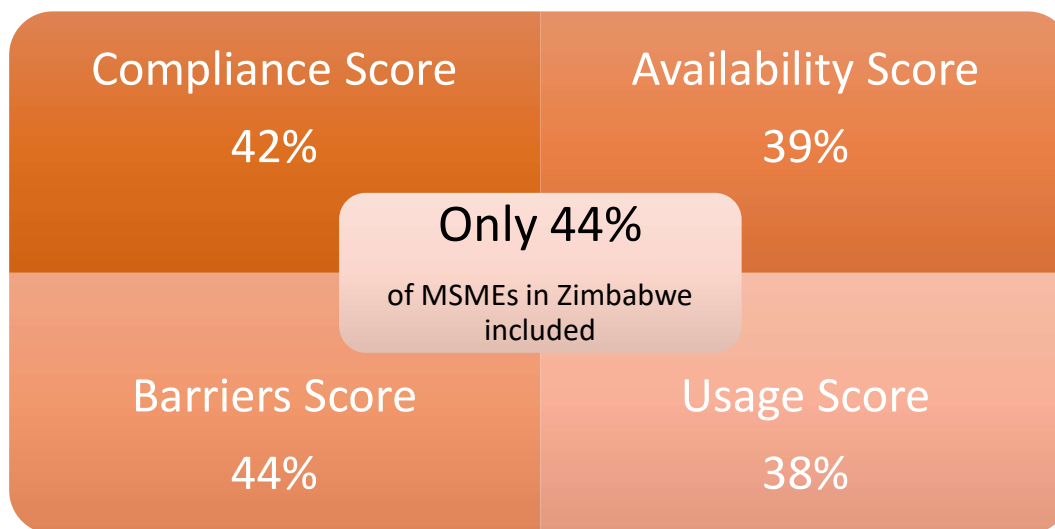 Compliance Score
42%
Availability Score
39%
Only 44%
of MSMEs in Zimbabwe
included
Barriers Score
44%
Usage Score
38%